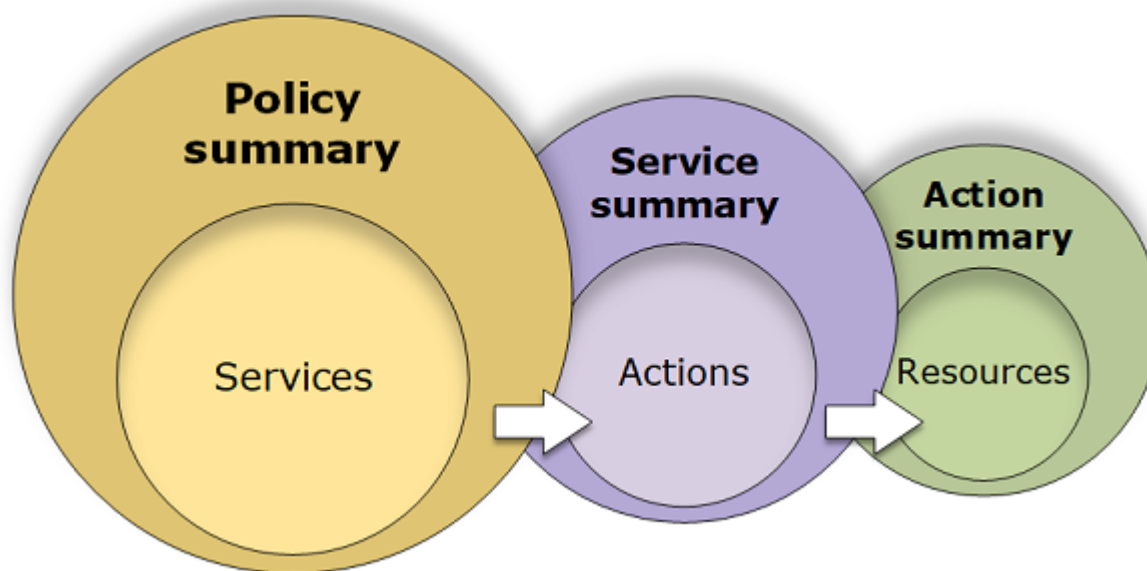 Policy
summary
Services
Service
summary
Actions
Action
summary
Resources